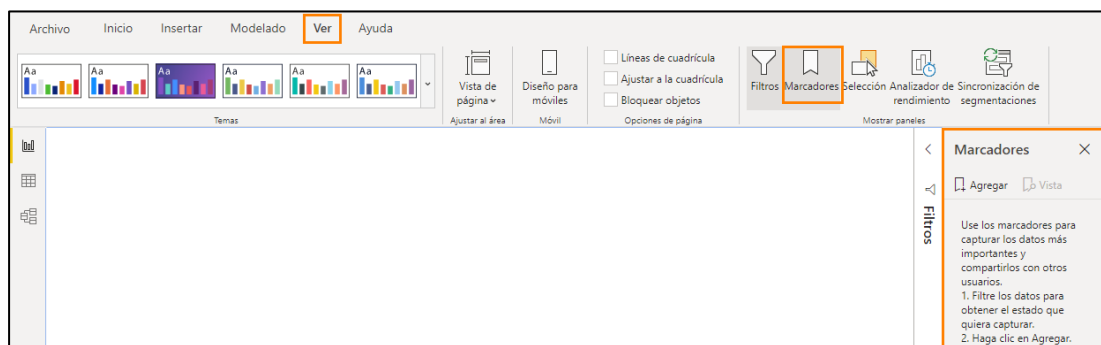 Archivo Inicio Insertar Modelado Ver Ayuda
Aa Aa Aa Aa Aa Aa
Temas
Vista de
página
Ajustar al área
Diseño para
móviles
Móvil
Líneas de cuadrícula
Ajustar a la cuadrícula
Bloquear objetos
Opciones de página
Filtros Marcadores Selección Analizador de Sincronización de
rendimiento segmentaciones
Mostrar paneles
Filtros
Marcadores
Agregar Vista
Use los marcadores para
capturar los datos más
importantes y
compartirlos con otros
usuarios.
1. Filtre los datos para
obtener el estado que
quiera capturar.
2. Haga clic en Agregar.